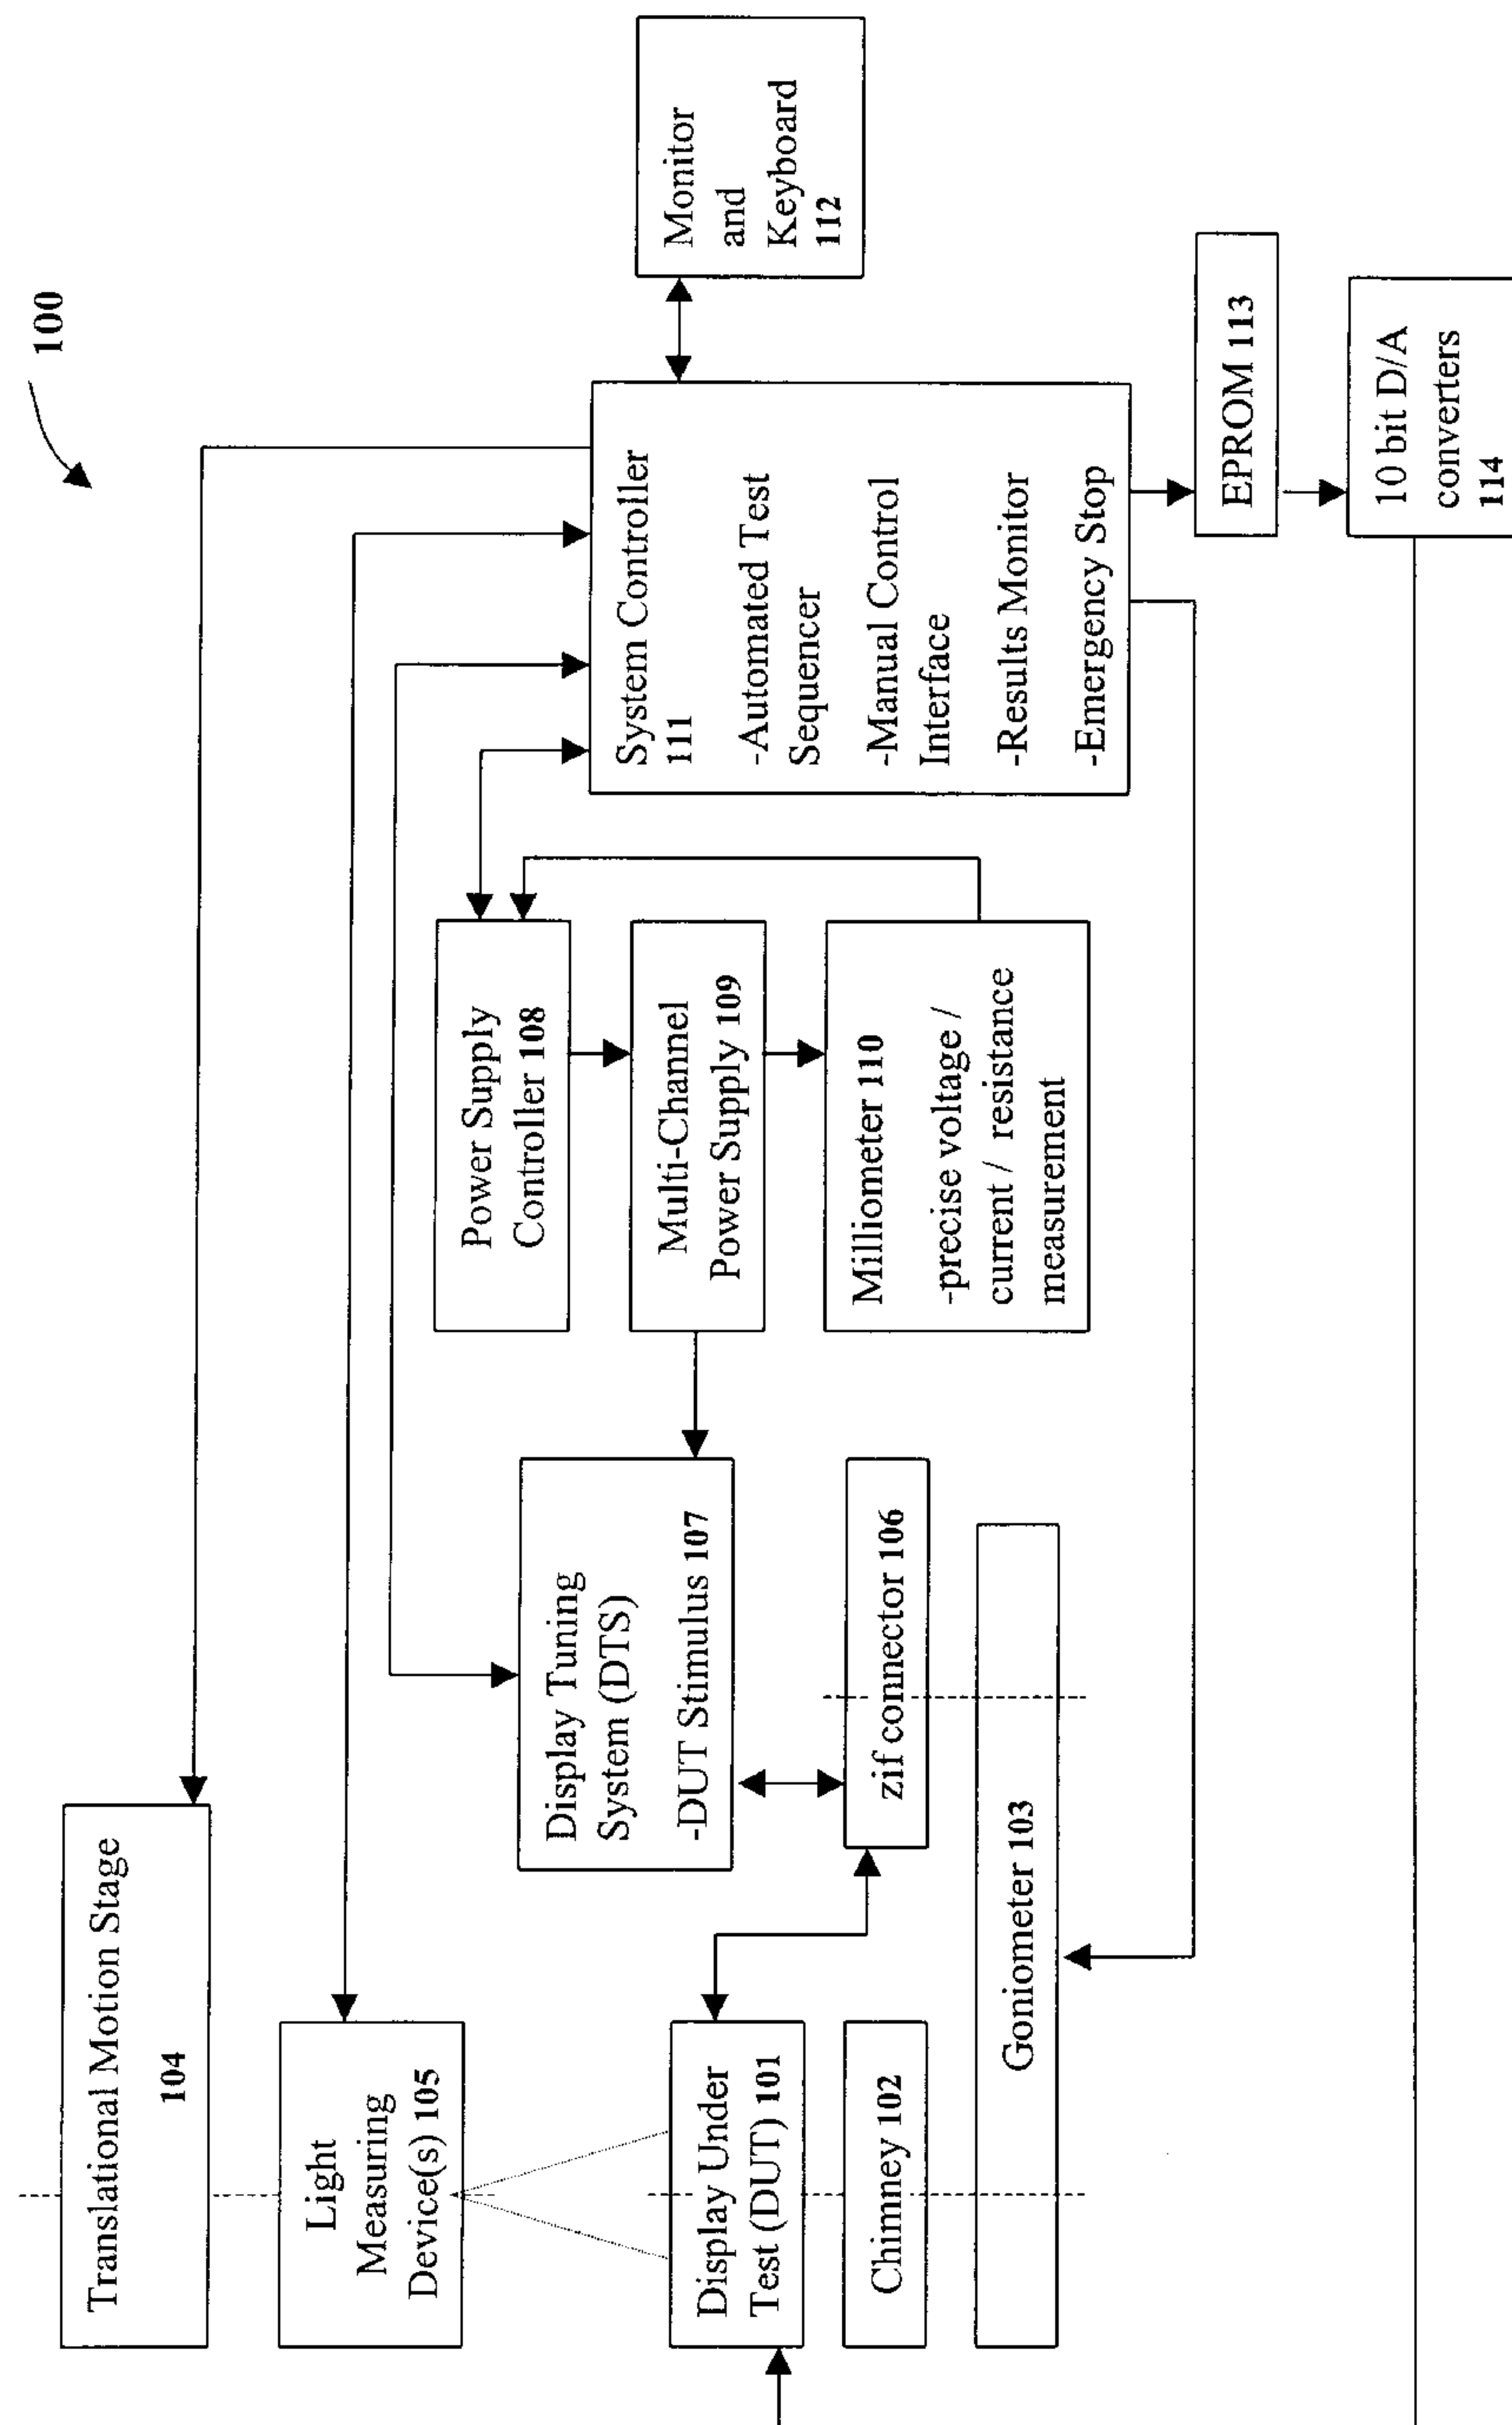 100
Translational Motion Stage
104
Light
Measuring
Device(s) 105
Display Tuning
System (DTS)
-DUT Stimulus 107
Power Supply
Controller 108
Multi-Channel
Power Supply 109
Milliometer 110
-precise voltage /
current / resistance
measurement
System Controller
111
-Automated Test
Sequencer
-Manual Control
Interface
-Results Monitor
-Emergency Stop
Monitor
and
Keyboard
112
Display Under
Test (DUT) 101
Chimney 102
zif connector 106
Goniometer 103
EPROM 113
10 bit D/A
converters
114